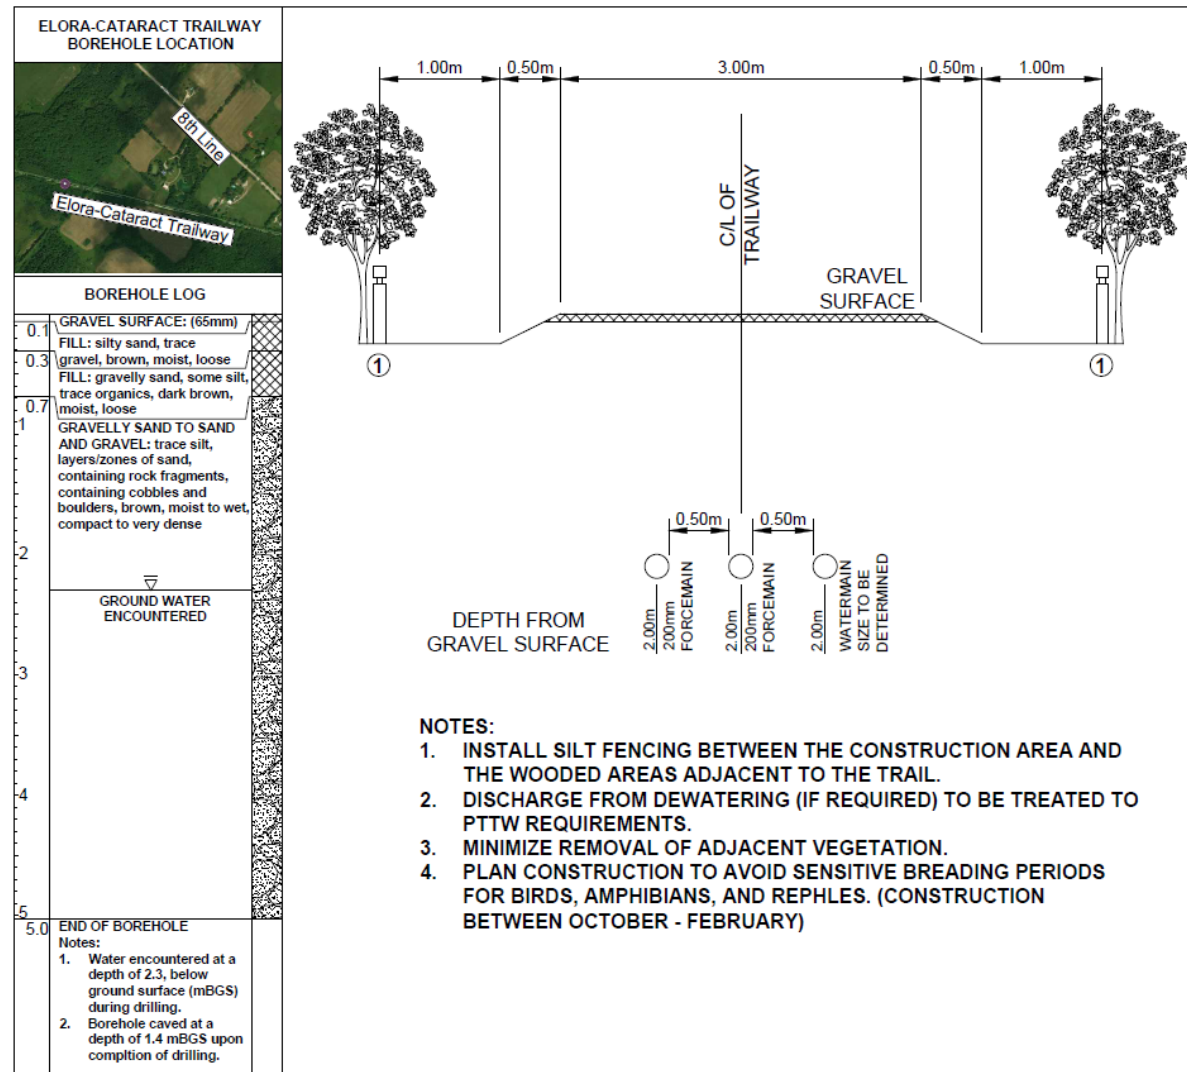 ELORA-CATARACT TRAILWAY
BOREHOLE LOCATION
8th Line
Elora-Cataract Trailway
BOREHOLE LOG
0.1
GRAVEL SURFACE: (65mm)
FILL: silty sand, trace
gravel, brown, moist, loose
0.3
FILL: gravelly sand, some silt,
trace organics, dark brown,
moist, loose
0.7
1
GRAVELLY SAND TO SAND
AND GRAVEL: trace silt,
layers/zones of sand,
containing rock fragments,
containing cobbles and
boulders, brown, moist to wet,
compact to very dense
2
GROUND WATER
ENCOUNTERED
3
4
5
5.0
END OF BOREHOLE
Notes:
1. Water encountered at a
depth of 2.3, below
ground surface (mBGS)
during drilling.
2. Borehole caved at a
depth of 1.4 mBGS upon
compltion of drilling.
1.00m
0.50m
3.00m
0.50m
1.00m
C/L OF
TRAILWAY
GRAVEL
SURFACE
1
1
0.50m
0.50m
DEPTH FROM
GRAVEL SURFACE
2.00m
200mm
FORCEMAIN
2.00m
200mm
FORCEMAIN
2.00m
WATERMAIN
SIZE TO BE
DETERMINED
NOTES:
1. INSTALL SILT FENCING BETWEEN THE CONSTRUCTION AREA AND
THE WOODED AREAS ADJACENT TO THE TRAIL.
2. DISCHARGE FROM DEWATERING (IF REQUIRED) TO BE TREATED TO
PTTW REQUIREMENTS.
3. MINIMIZE REMOVAL OF ADJACENT VEGETATION.
4. PLAN CONSTRUCTION TO AVOID SENSITIVE BREADING PERIODS
FOR BIRDS, AMPHIBIANS, AND REPHLES. (CONSTRUCTION
BETWEEN OCTOBER - FEBRUARY)